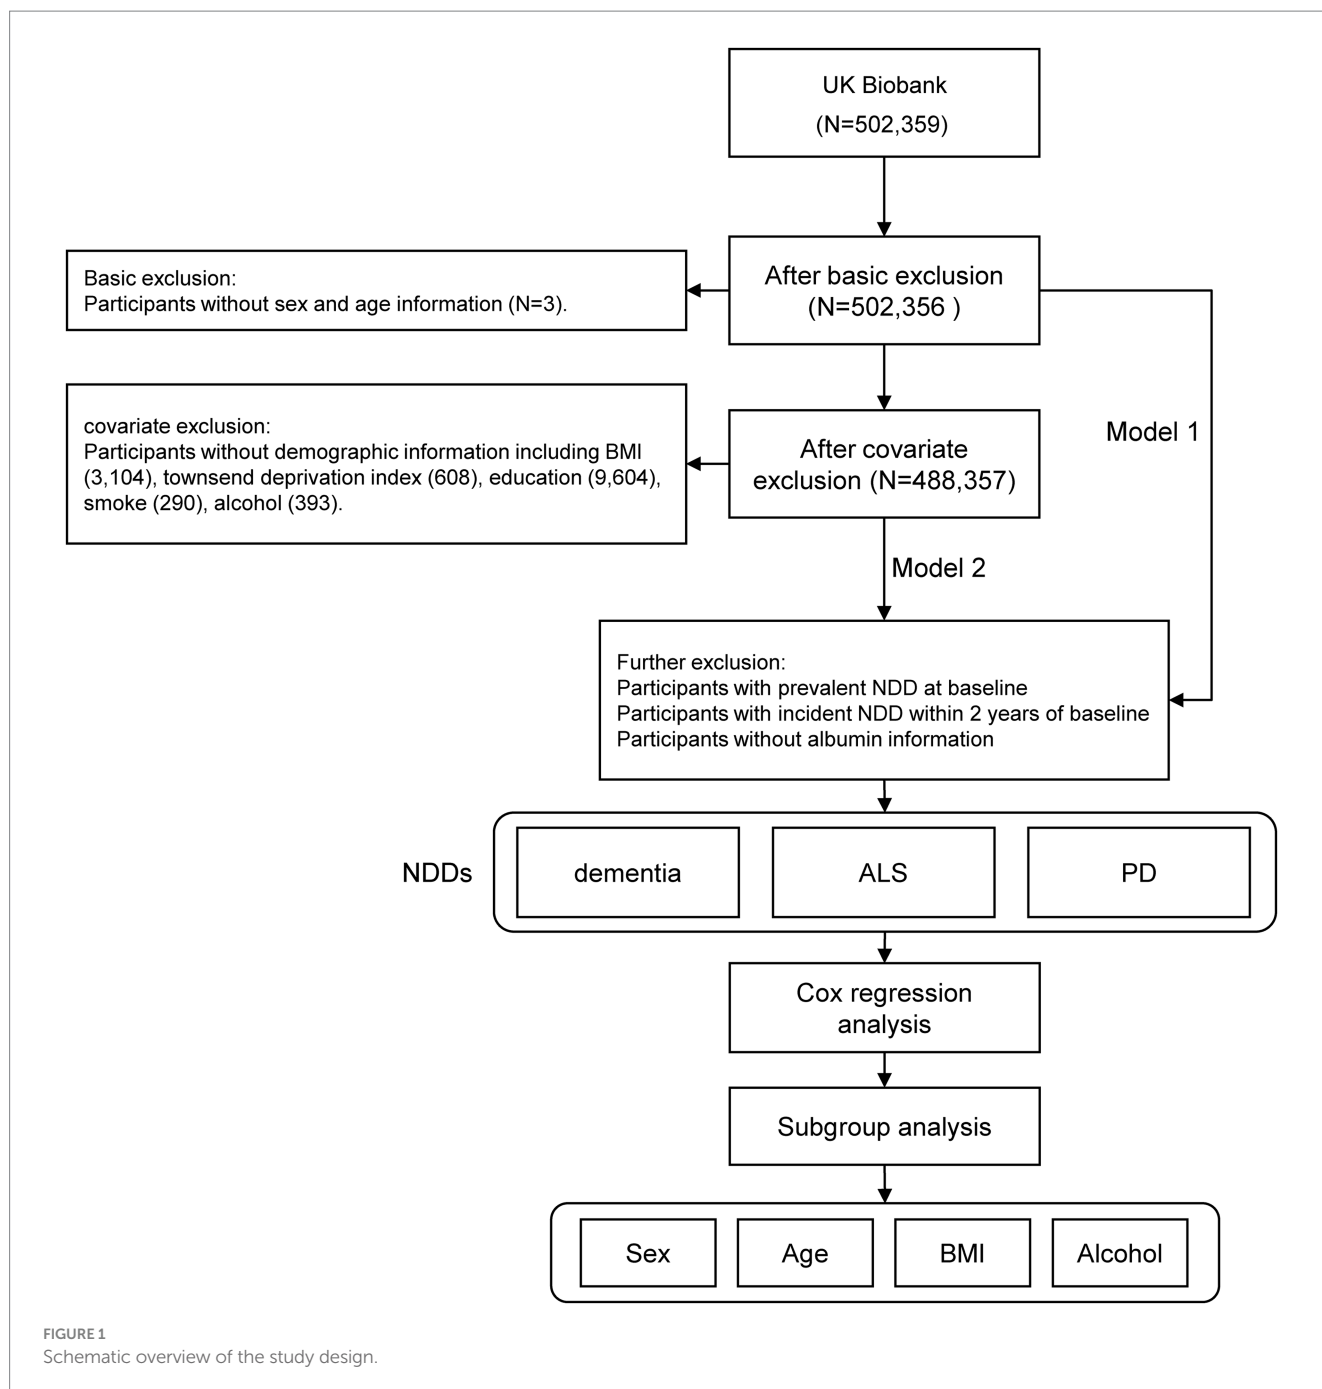 UK Biobank
(N=502,359)
After basic exclusion
(N=502,356 )
Basic exclusion:
Participants without sex and age information (N=3).
Model 1
After covariate
exclusion (N=488,357)
covariate exclusion:
Participants without demographic information including BMI
(3,104), townsend deprivation index (608), education (9,604),
smoke (290), alcohol (393).
Model 2
Further exclusion:
Participants with prevalent NDD at baseline
Participants with incident NDD within 2 years of baseline
Participants without albumin information
NDDs
dementia
ALS
PD
Cox regression
analysis
Subgroup analysis
Sex
Age
BMI
Alcohol
FIGURE 1
Schematic overview of the study design.